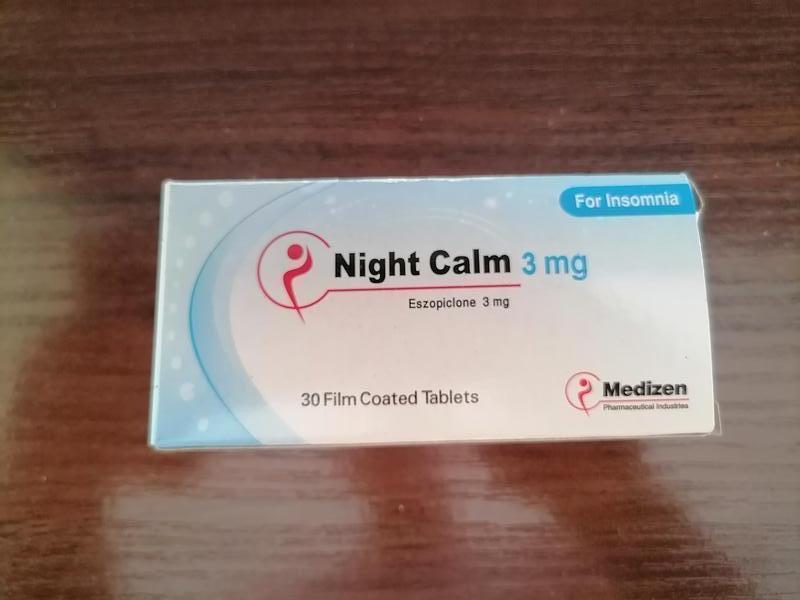 For Insomnia
Night Calm 3 mg
Eszopiclone 3 mg
30 Film Coated Tablets
Medizen
Pharmaceutical Industries